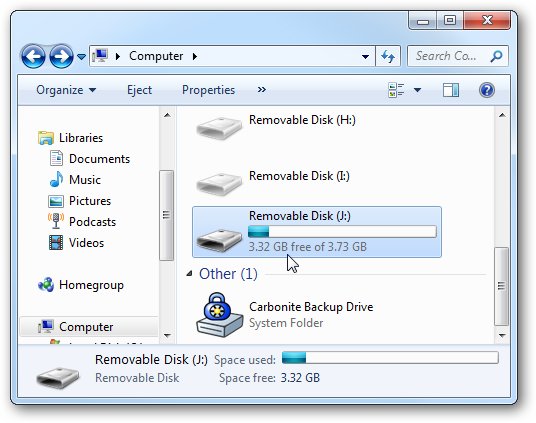 Computer
Search Co...
Organize
Eject
Properties
»
Libraries
Documents
Music
Pictures
Podcasts
Videos
Homegroup
Computer
Removable Disk (H:)
Removable Disk (I:)
Removable Disk (J:)
3.32 GB free of 3.73 GB
Other (1)
Carbonite Backup Drive
System Folder
Removable Disk (J:) Space used:
Removable Disk Space free: 3.32 GB